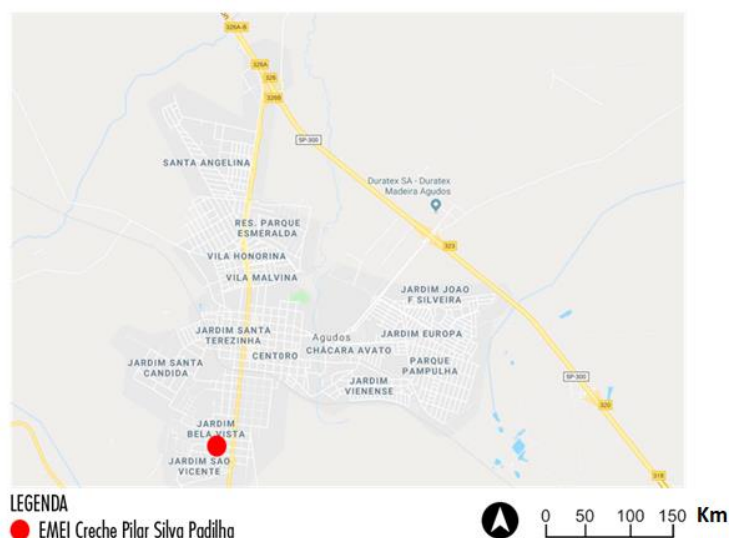 326A-B
326A
326
326B
SP-300
SANTA ANGELINA
Duratex SA - Duratex
Madeira Agudos
RES. PARQUE
ESMERALDA
323
VILA HONORINA
VILA MALVINA
JARDIM JOAO
F SILVEIRA
JARDIM SANTA
TEREZINHA
Agudos
JARDIM EUROPA
CENT0RO
CHÁCARA AVATO
JARDIM SANTA
CANDIDA
PARQUE
PAMPULHA
SP-300
JARDIM
VIENENSE
320
JARDIM
BELA VISTA
JARDIM SAO
VICENTE
318
LEGENDA
EMEI Creche Pilar Silva Padilha
0 50 100 150 Km